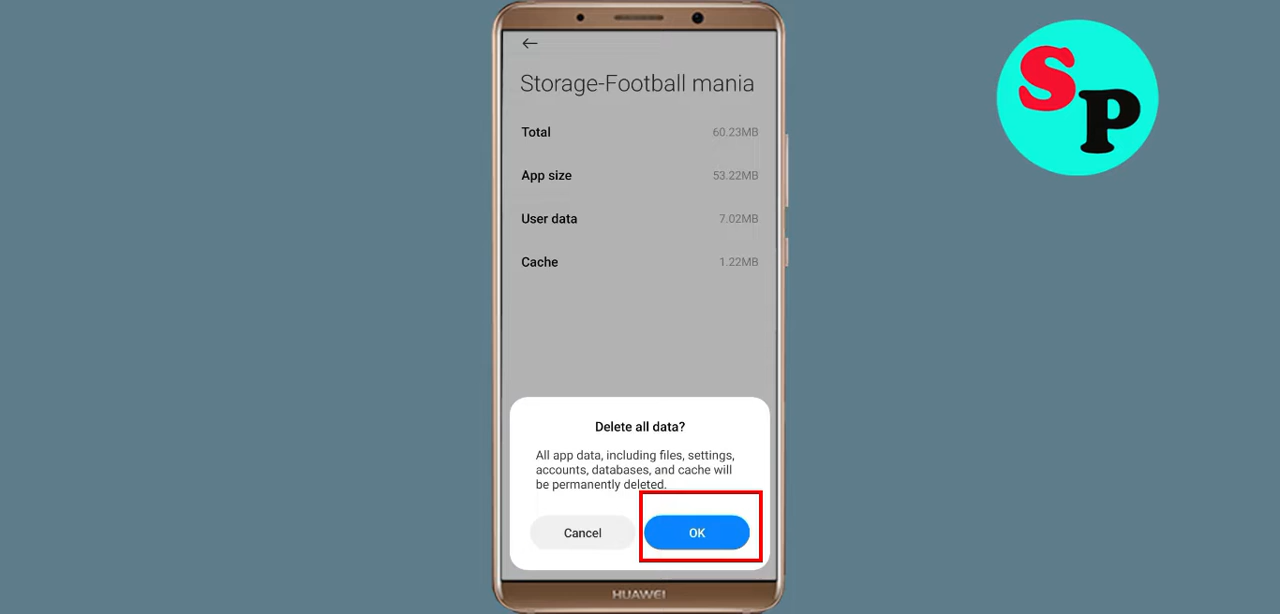 Storage-Football mania
Total 60.23MB
App size 53.22MB
User data 7.02MB
Cache 1.22MB
Delete all data?
All app data, including files, settings,
accounts, databases, and cache will
be permanently deleted.
Cancel OK
HUAWEI
SP